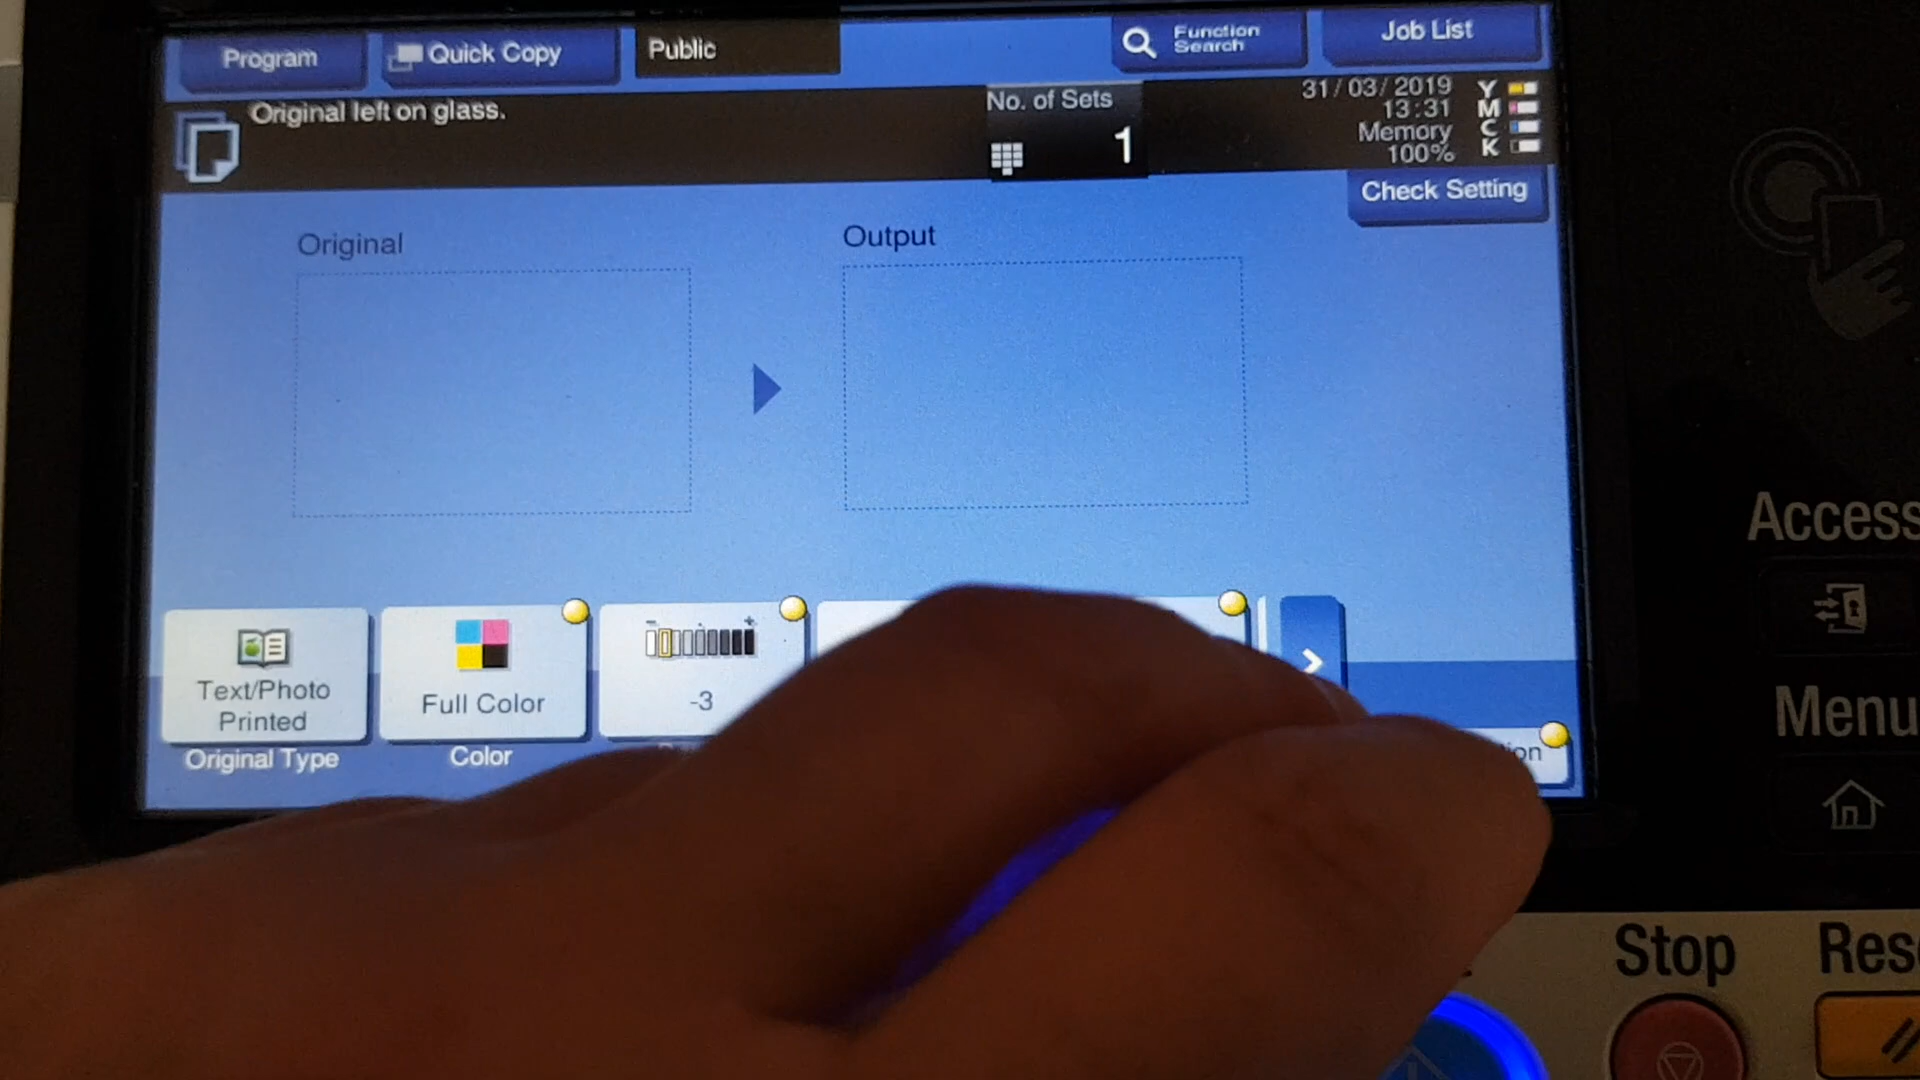 Program
Quick Copy
Public
Function
Search
Job List
Original left on glass.
No. of Sets
1
31/03/2019
13:31
Memory
100%
Y
M
C
K
Check Setting
Original
Output
Text/Photo
Printed
Original Type
Full Color
Color
- +
-3
Access
Menu
Stop
Res